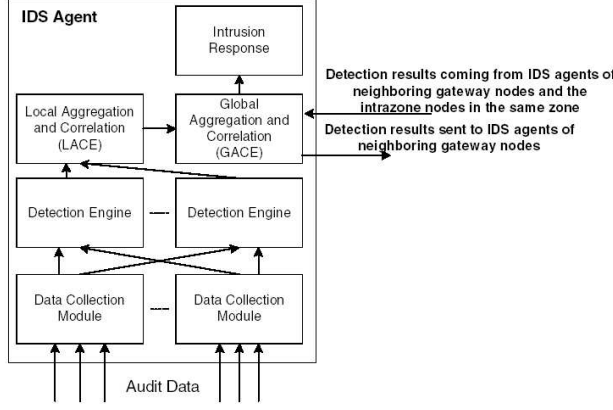 IDS Agent
Intrusion
Response
Local Aggregation
and Correlation
(LACE)
Global
Aggregation and
Correlation
(GACE)
Detection results coming from IDS agents of
neighboring gateway nodes and the
intrazone nodes in the same zone
Detection results sent to IDS agents of
neighboring gateway nodes
Detection Engine
Detection Engine
Data Collection
Module
Data Collection
Module
Audit Data